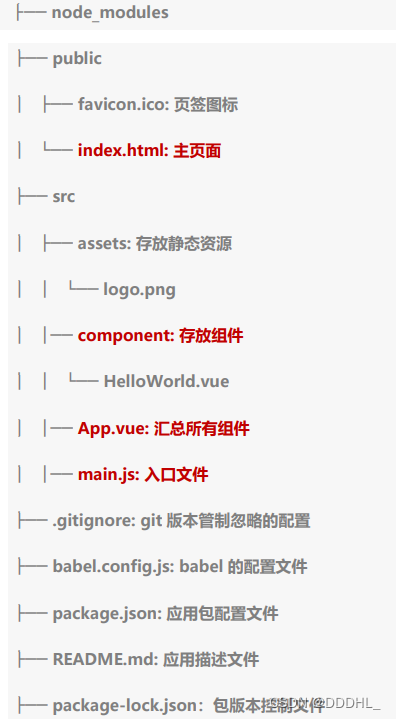 ├── node_modules
├── public
│ ├── favicon.ico: 页签图标
│ └── index.html: 主页面
├── src
│ ├── assets: 存放静态资源
│ │ └── logo.png
│ │── component: 存放组件
│ │ └── HelloWorld.vue
│ │── App.vue: 汇总所有组件
│ │── main.js: 入口文件
├── .gitignore: git 版本管制忽略的配置
├── babel.config.js: babel 的配置文件
├── package.json: 应用包配置文件
├── README.md: 应用描述文件
├── package-lock.json：包版本控制文件
CSDN @DDDHL_